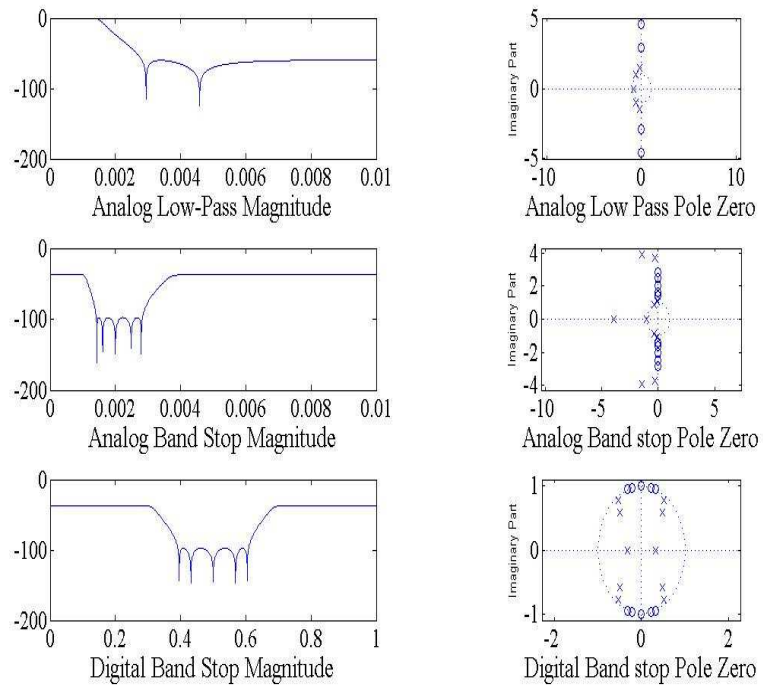 0
-100
-200
0 0.002 0.004 0.006 0.008 0.01
Analog Low-Pass Magnitude
5
0
-5
Imaginary Part
-10 0 10
Analog Low Pass Pole Zero
0
-100
-200
0 0.002 0.004 0.006 0.008 0.01
Analog Band Stop Magnitude
4
2
0
-2
-4
Imaginary Part
-10 -5 0 5
Analog Band stop Pole Zero
0
-100
-200
0 0.2 0.4 0.6 0.8 1
Digital Band Stop Magnitude
1
0
-1
Imaginary Part
-2 0 2
Digital Band stop Pole Zero